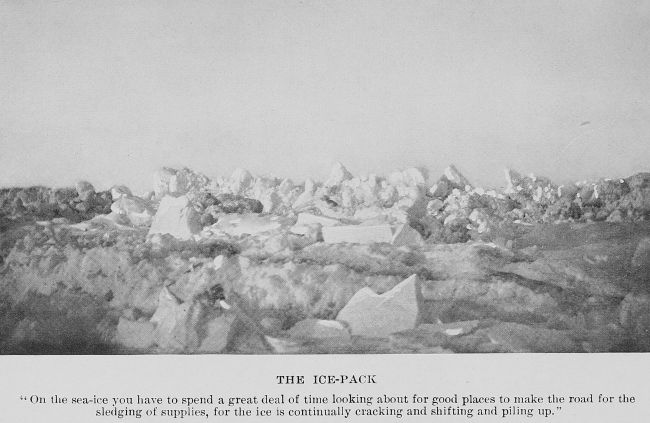 THE ICE-PACK
“On the sea-ice you have to spend a great deal of time looking about for good places to make the road for the
sledging of supplies, for the ice is continually cracking and shifting and piling up.”